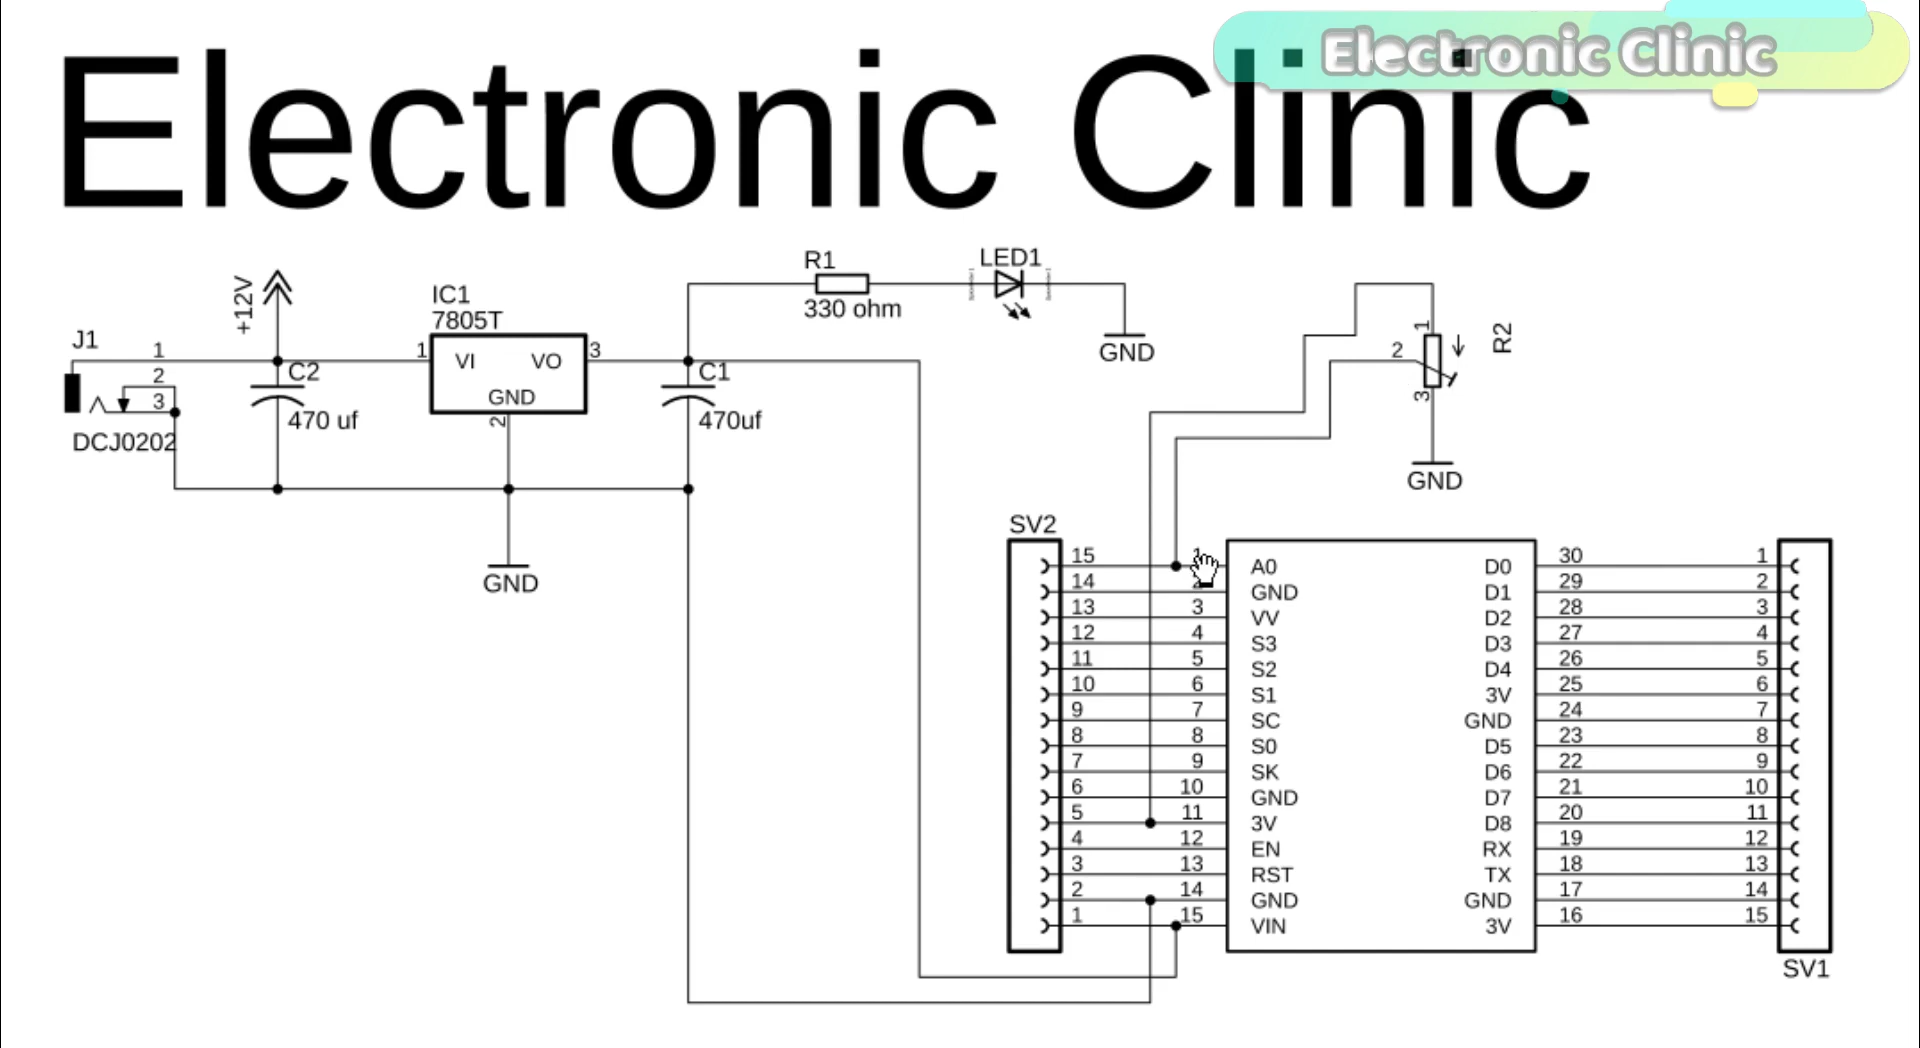 Electronic Clinic
Electronic Clinic
+12V
J1
1
2
3
DCJ0202
C2
470 uf
IC1
7805T
1 VI VO 3
GND
2
GND
C1
470uf
R1
330 ohm
LED1
GND
1
2
3
R2
GND
SV2
15 1 A0 D0 30 1
14 GND D1 29 2
13 3 VV D2 28 3
12 4 S3 D3 27 4
11 5 S2 D4 26 5
10 6 S1 3V 25 6
9 7 SC GND 24 7
8 8 S0 D5 23 8
7 9 SK D6 22 9
6 10 GND D7 21 10
5 11 3V D8 20 11
4 12 EN RX 19 12
3 13 RST TX 18 13
2 14 GND GND 17 14
1 15 VIN 3V 16 15
SV1